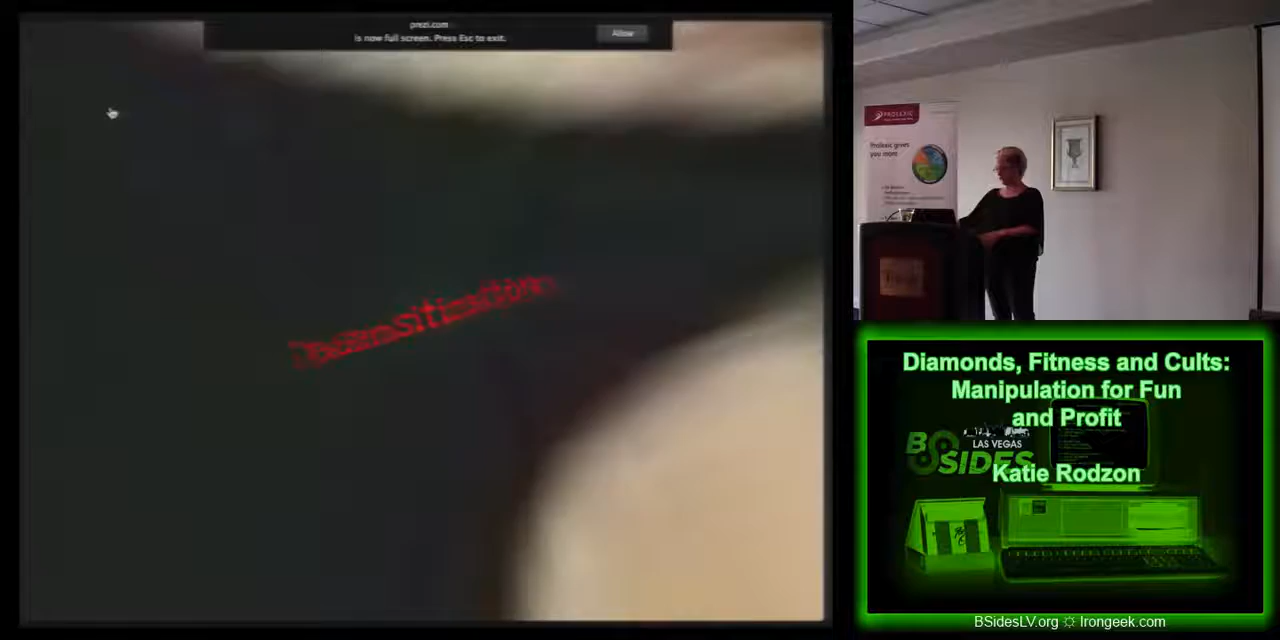 prezi.com
is now full screen. Press Esc to exit.
Allow
Desensitization
PROLEXIC
Prolexic gives
you more
Diamonds, Fitness and Cults:
Manipulation for Fun
and Profit
LAS VEGAS
BSIDES
Katie Rodzon
BSidesLV.org ☼ Irongeek.com